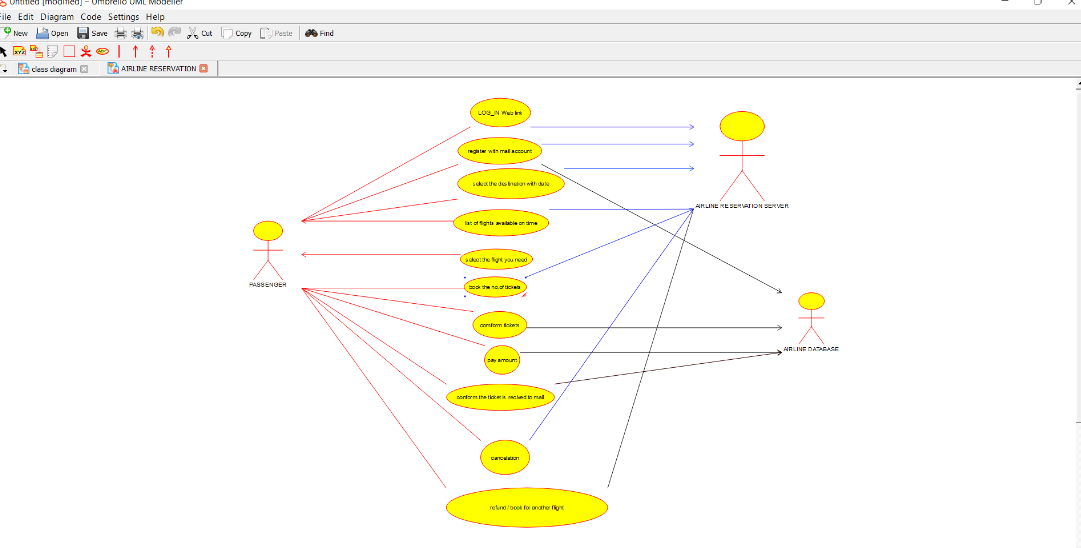 Untitled [modified] – Umbrello UML Modeller
File Edit Diagram Code Settings Help
New Open Save Cut Copy Paste Find
XYZ
class diagram AIRLINE RESERVATION
LOG_IN Web link
register with mail account
select the destination with date
AIRLINE RESERVATION SERVER
list of flights available on time
select the flight you need
PASSENGER
book the no.of tickets
comform tickets
AIRLINE DATABASE
pay amount
conform the ticket is recived to mail
cancelation
refund / book for another flight